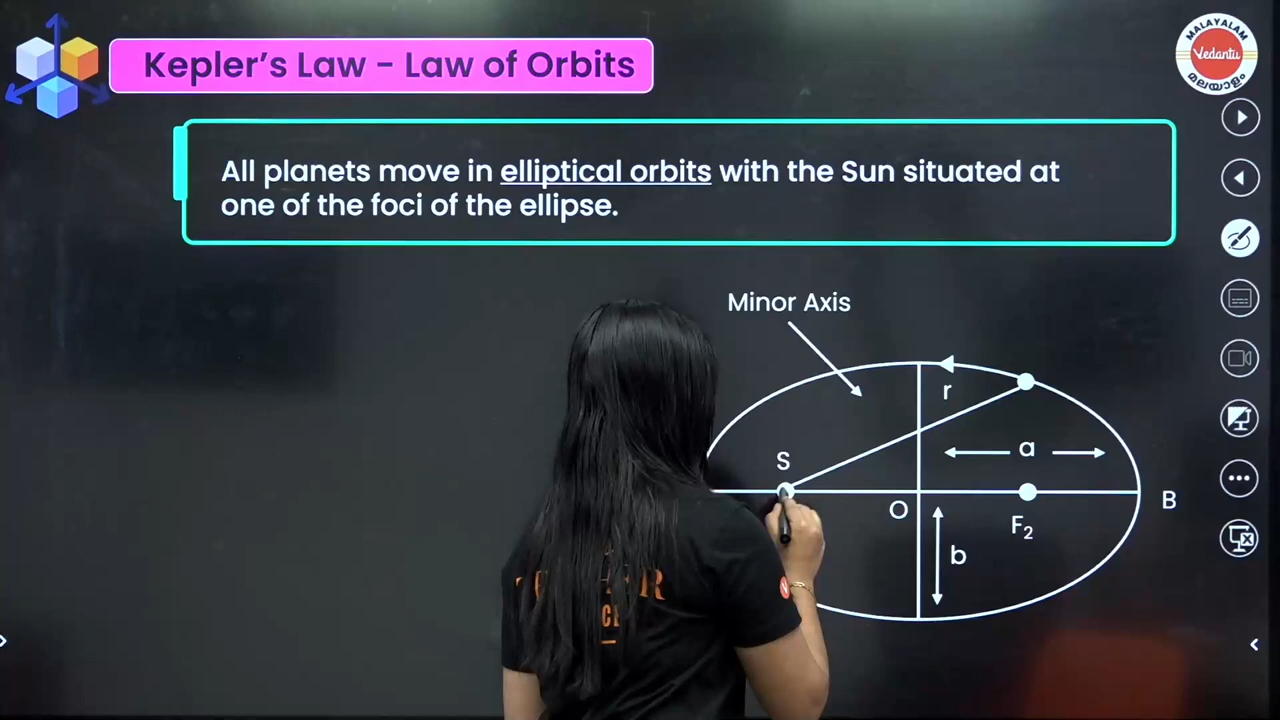 Kepler's Law - Law of Orbits
MALAYALAM
Vedantu
മലയാളം
All planets move in elliptical orbits with the Sun situated at
one of the foci of the ellipse.
Minor Axis
r
a
S
O
F₂
B
b